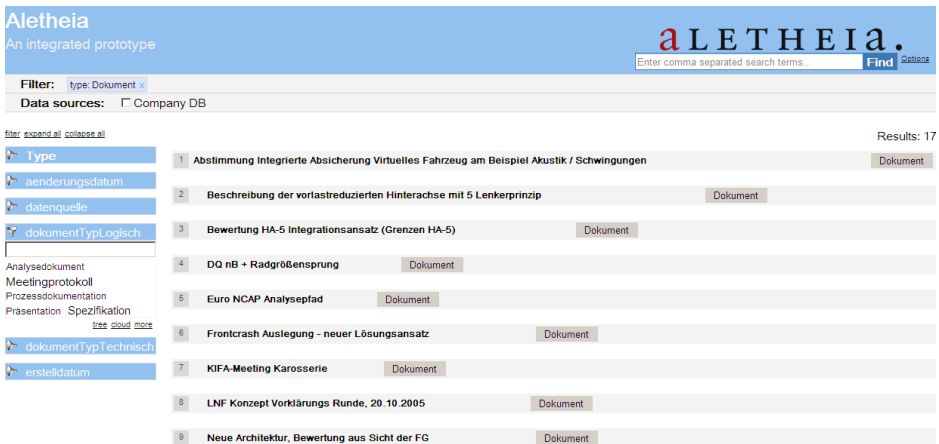 Aletheia
An integrated prototype
aLETHEIa.
Enter comma separated search terms... Find Options
Filter: type: Dokument x
Data sources: Company DB
filter expand all collapse all
Results: 17
Type
aenderungsdatum
datenquelle
dokumentTypLogisch
Analysedokument
Meetingprotokoll
Prozessdokumentation
Präsentation Spezifikation
tree cloud more
dokumentTypTechnisch
erstelldatum
1 Abstimmung Integrierte Absicherung Virtuelles Fahrzeug am Beispiel Akustik / Schwingungen Dokument
2 Beschreibung der vorlastreduzierten Hinterachse mit 5 Lenkerprinzip Dokument
3 Bewertung HA-5 Integrationsansatz (Grenzen HA-5) Dokument
4 DQ nB + Radgrößensprung Dokument
5 Euro NCAP Analysepfad Dokument
6 Frontcrash Auslegung - neuer Lösungsansatz Dokument
7 KIFA-Meeting Karosserie Dokument
8 LNF Konzept Vorklärungs Runde, 20.10.2005 Dokument
9 Neue Architektur, Bewertung aus Sicht der FG Dokument